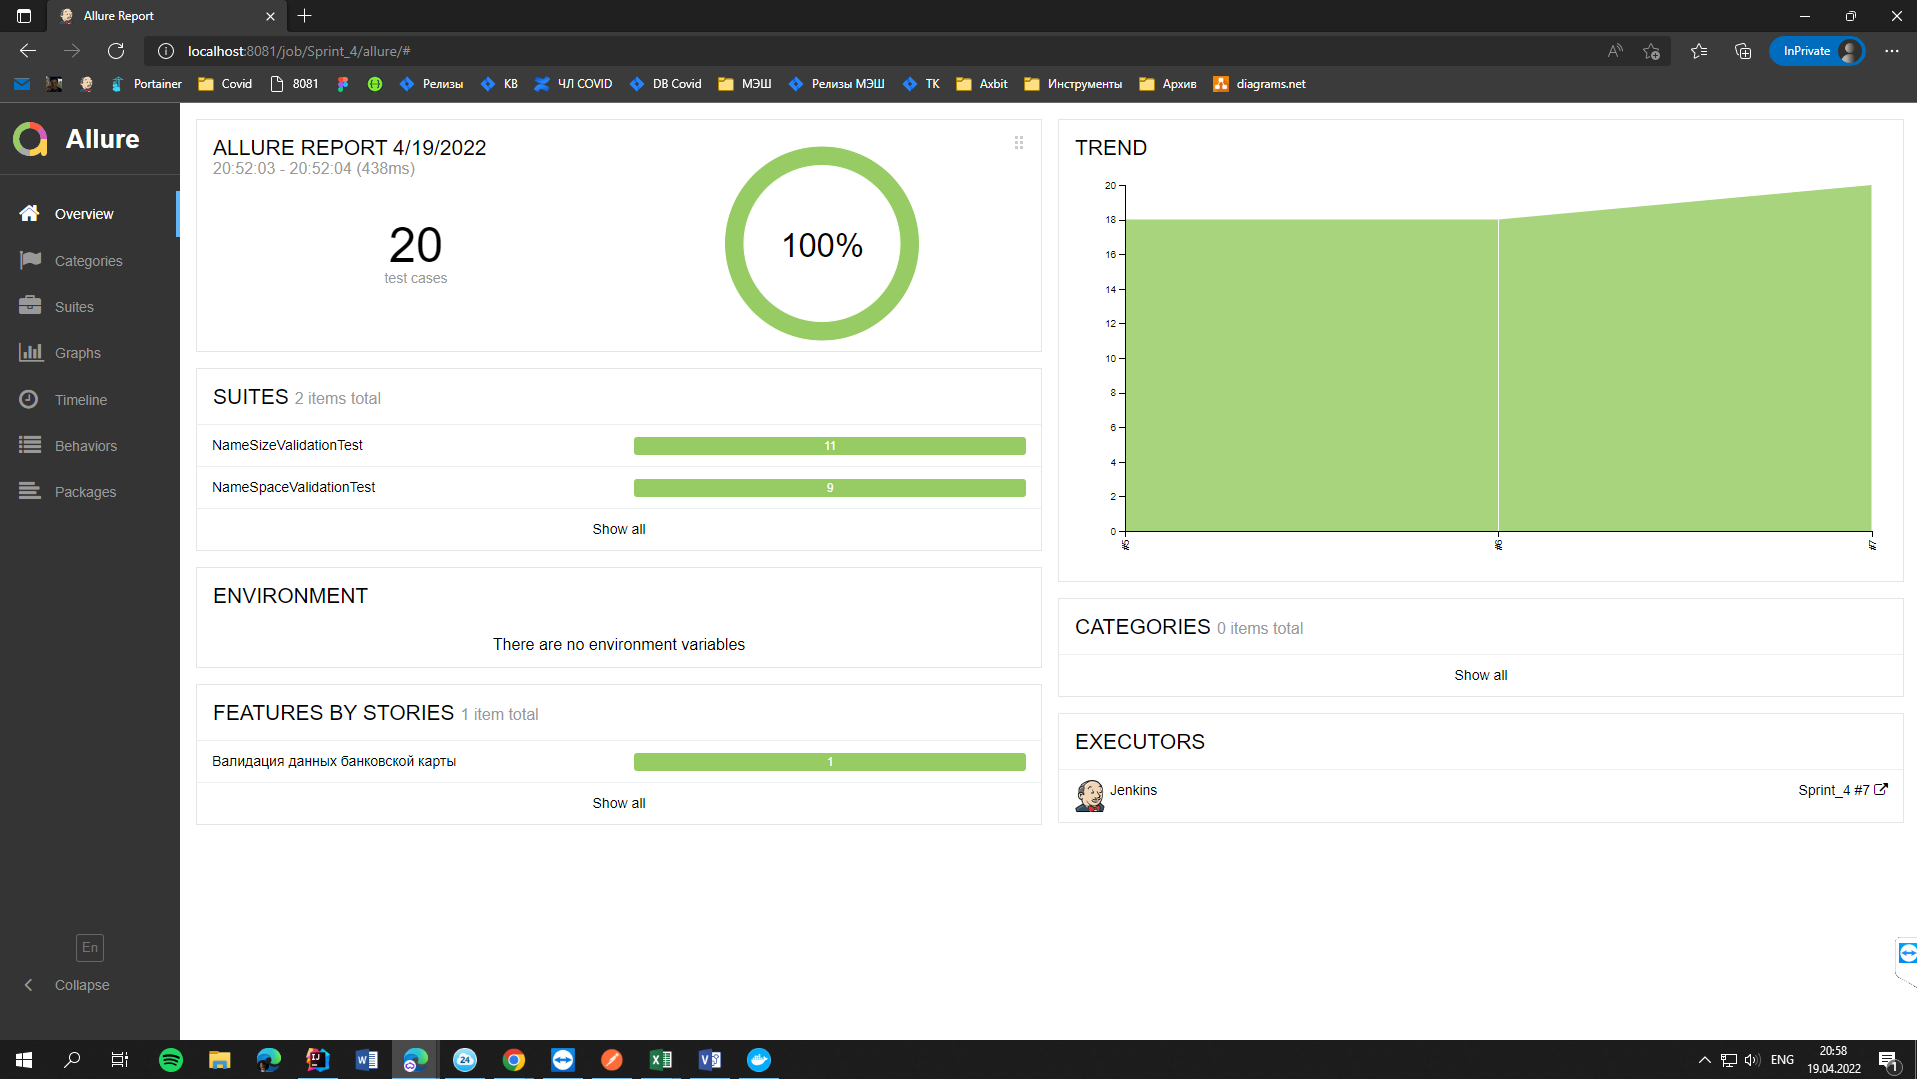 Allure Report
localhost:8081/job/Sprint_4/allure/#
InPrivate
Portainer
Covid
8081
Релизы
КВ
ЧЛ COVID
DB Covid
МЭШ
Релизы МЭШ
ТК
Axbit
Инструменты
Архив
diagrams.net
Allure
Overview
Categories
Suites
Graphs
Timeline
Behaviors
Packages
En
Collapse
ALLURE REPORT 4/19/2022
20:52:03 - 20:52:04 (438ms)
20
test cases
100%
SUITES 2 items total
NameSizeValidationTest 11
NameSpaceValidationTest 9
Show all
ENVIRONMENT
There are no environment variables
FEATURES BY STORIES 1 item total
Валидация данных банковской карты 1
Show all
TREND
20
18
16
14
12
10
8
6
4
2
0
#5
#6
#7
CATEGORIES 0 items total
Show all
EXECUTORS
Jenkins Sprint_4 #7
24
ENG
20:58
19.04.2022
1